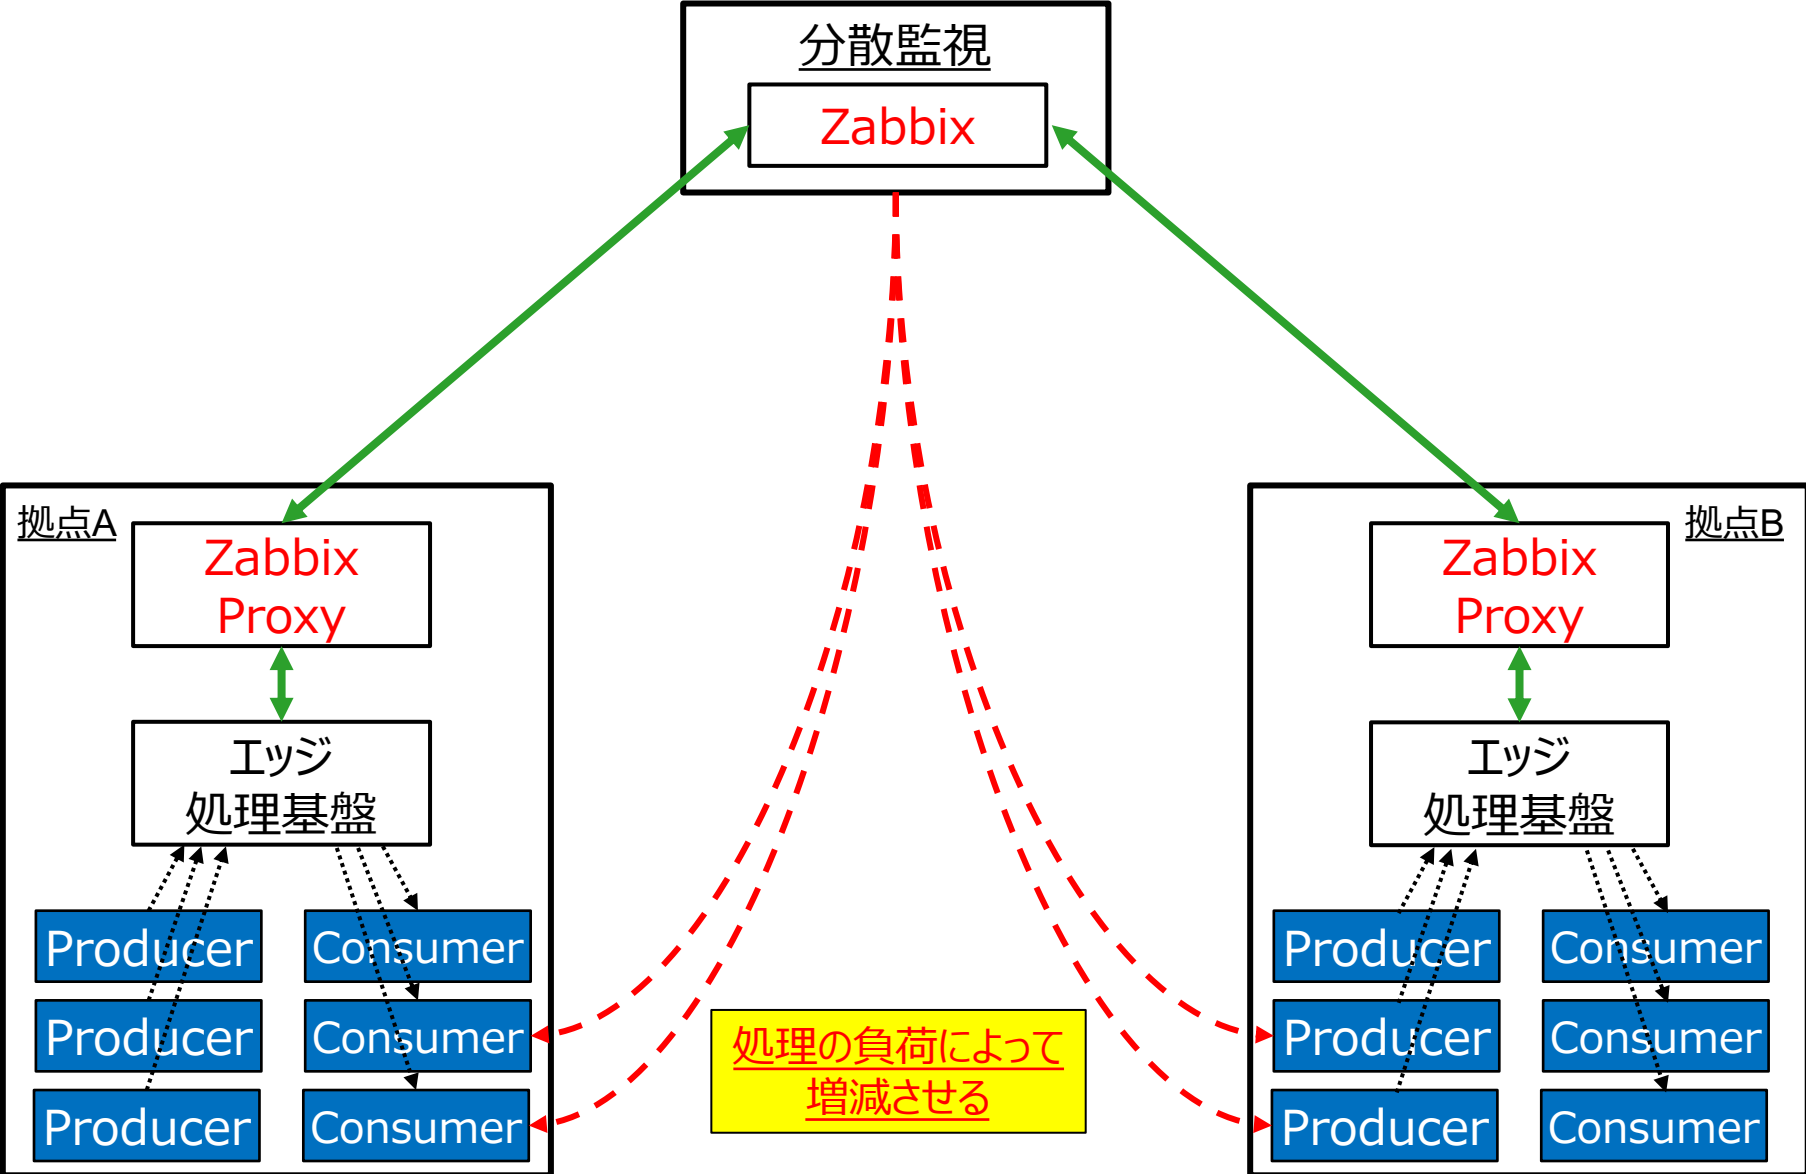 分散監視
Zabbix
拠点A
Zabbix
Proxy
エッジ
処理基盤
Producer
Consumer
Producer
Consumer
Producer
Consumer
処理の負荷によって
増減させる
拠点B
Zabbix
Proxy
エッジ
処理基盤
Producer
Consumer
Producer
Consumer
Producer
Consumer